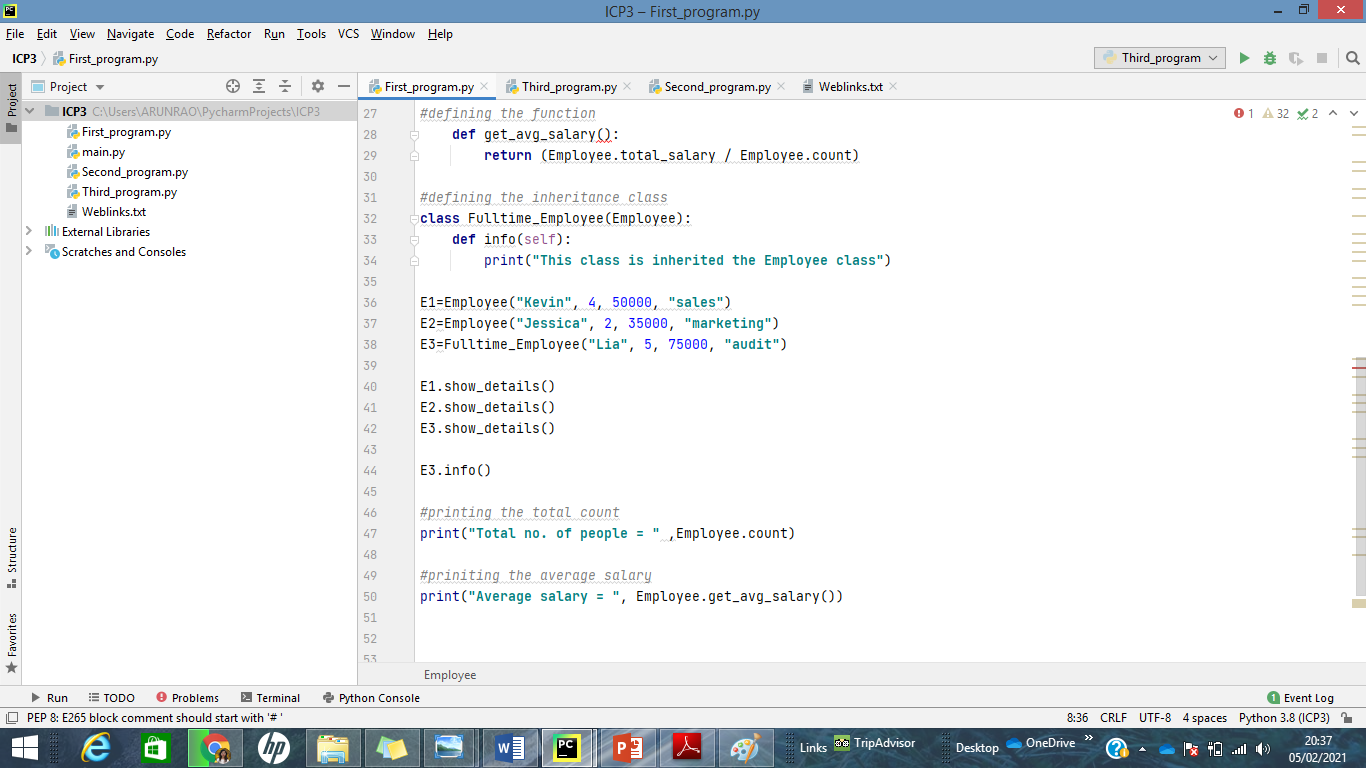 ICP3 – First_program.py
File Edit View Navigate Code Refactor Run Tools VCS Window Help
ICP3 First_program.py Third_program
Project
Project
First_program.py Third_program.py Second_program.py Weblinks.txt
ICP3 C:\Users\ARUNRAO\PycharmProjects\ICP3
First_program.py
main.py
Second_program.py
Third_program.py
Weblinks.txt
External Libraries
Scratches and Consoles
Structure
Favorites
1 32 2
27 #defining the function
28 def get_avg_salary():
29 return (Employee.total_salary / Employee.count)
30
31 #defining the inheritance class
32 class Fulltime_Employee(Employee):
33 def info(self):
34 print("This class is inherited the Employee class")
35
36 E1=Employee("Kevin", 4, 50000, "sales")
37 E2=Employee("Jessica", 2, 35000, "marketing")
38 E3=Fulltime_Employee("Lia", 5, 75000, "audit")
39
40 E1.show_details()
41 E2.show_details()
42 E3.show_details()
43
44 E3.info()
45
46 #printing the total count
47 print("Total no. of people = " ,Employee.count)
48
49 #priniting the average salary
50 print("Average salary = ", Employee.get_avg_salary())
51
52
53
Employee
Run TODO Problems Terminal Python Console 1 Event Log
PEP 8: E265 block comment should start with '# ' 8:36 CRLF UTF-8 4 spaces Python 3.8 (ICP3)
hp PC Links TripAdvisor Desktop OneDrive » 20:37
05/02/2021